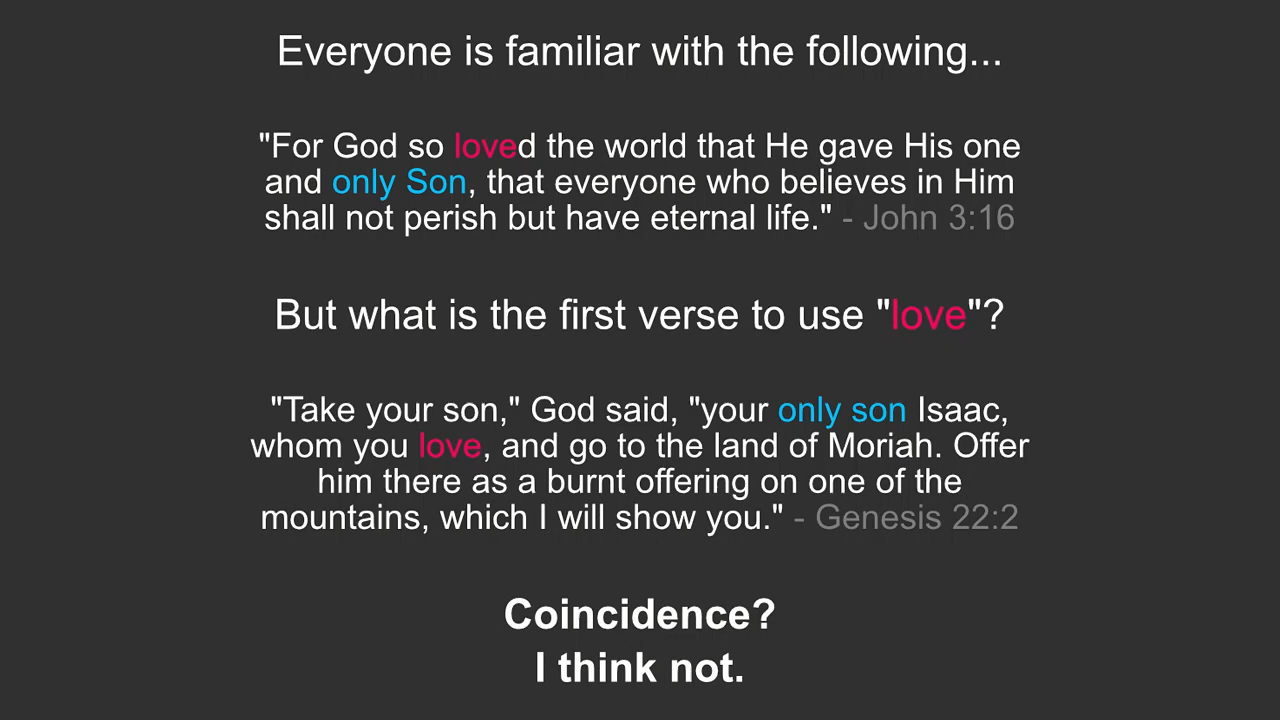 Everyone is familiar with the following...
"For God so loved the world that He gave His one
and only Son, that everyone who believes in Him
shall not perish but have eternal life." - John 3:16
But what is the first verse to use "love"?
"Take your son," God said, "your only son Isaac,
whom you love, and go to the land of Moriah. Offer
him there as a burnt offering on one of the
mountains, which I will show you." - Genesis 22:2
Coincidence?
I think not.